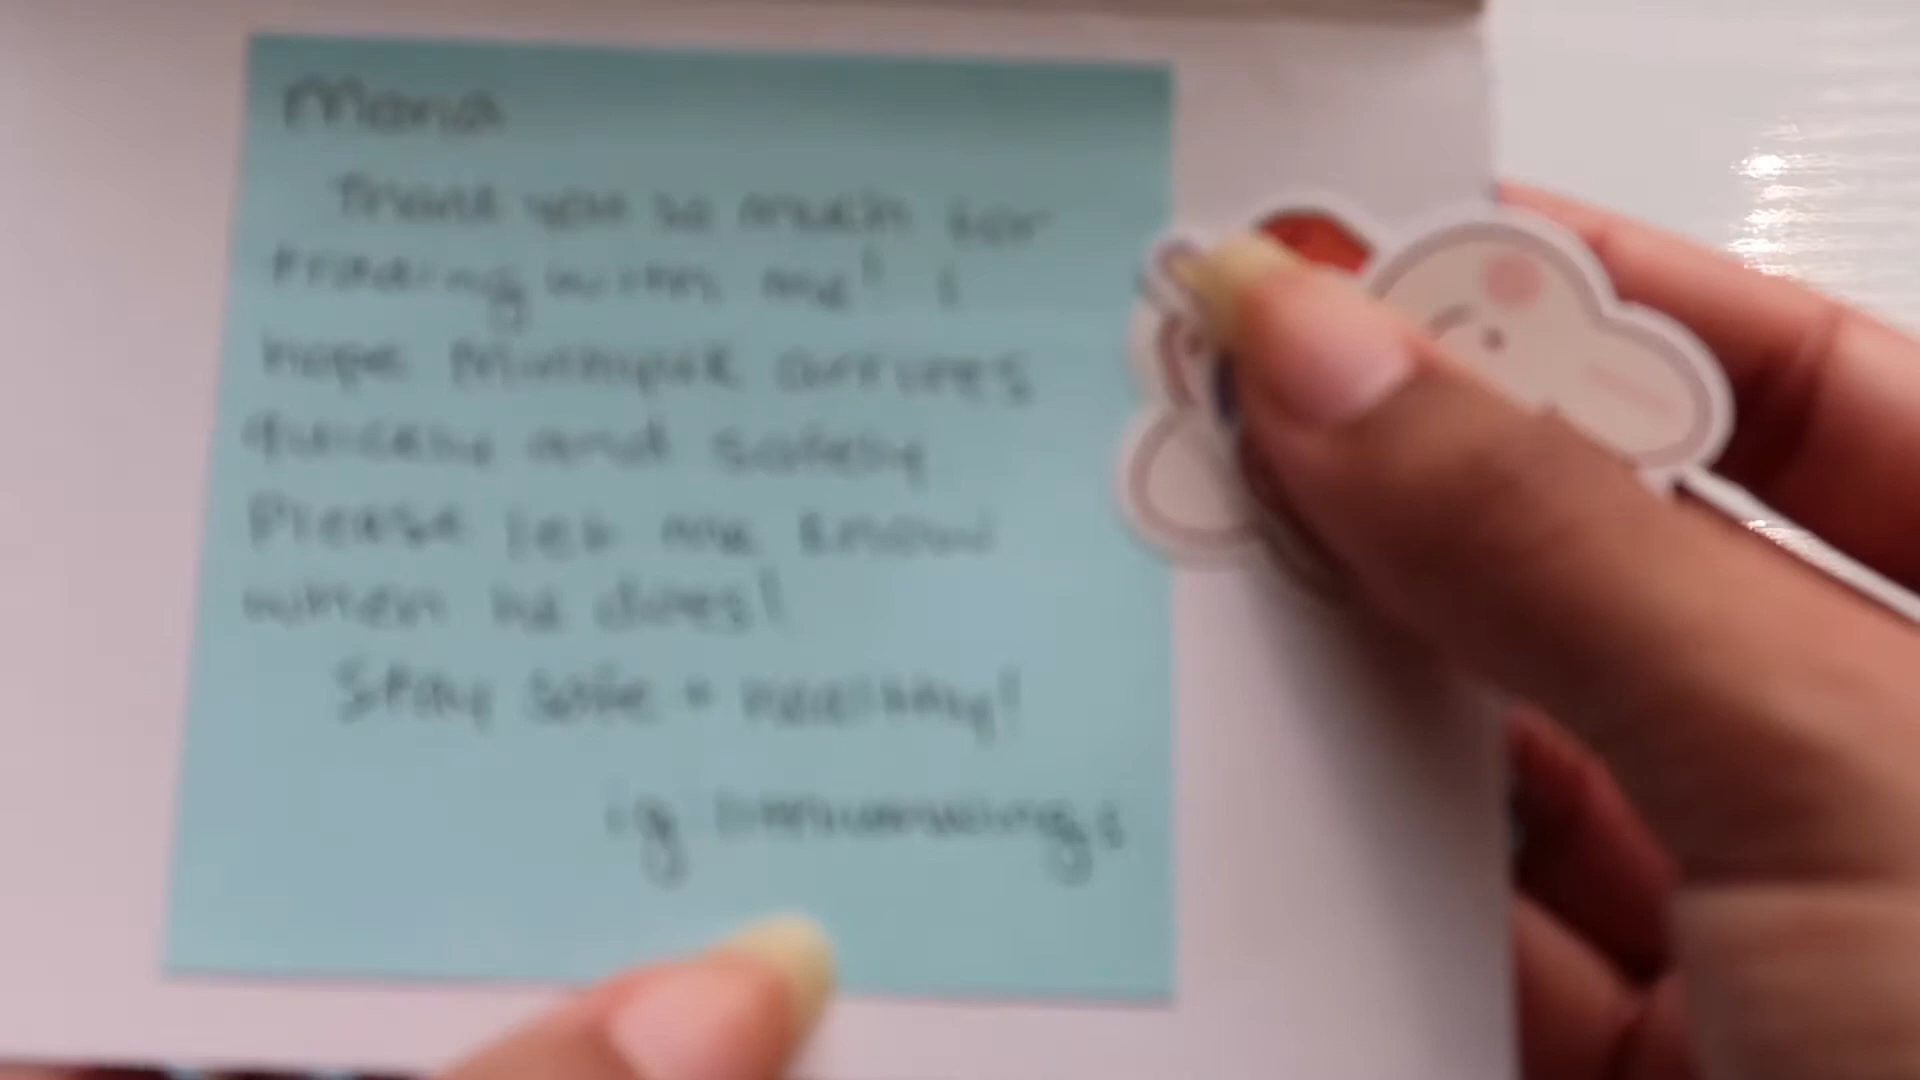 Mona
Thank you so much for
trading with me! I
hope arrives
quickly and safely
Please let me know
when he does!
Stay safe + healthy!
ig